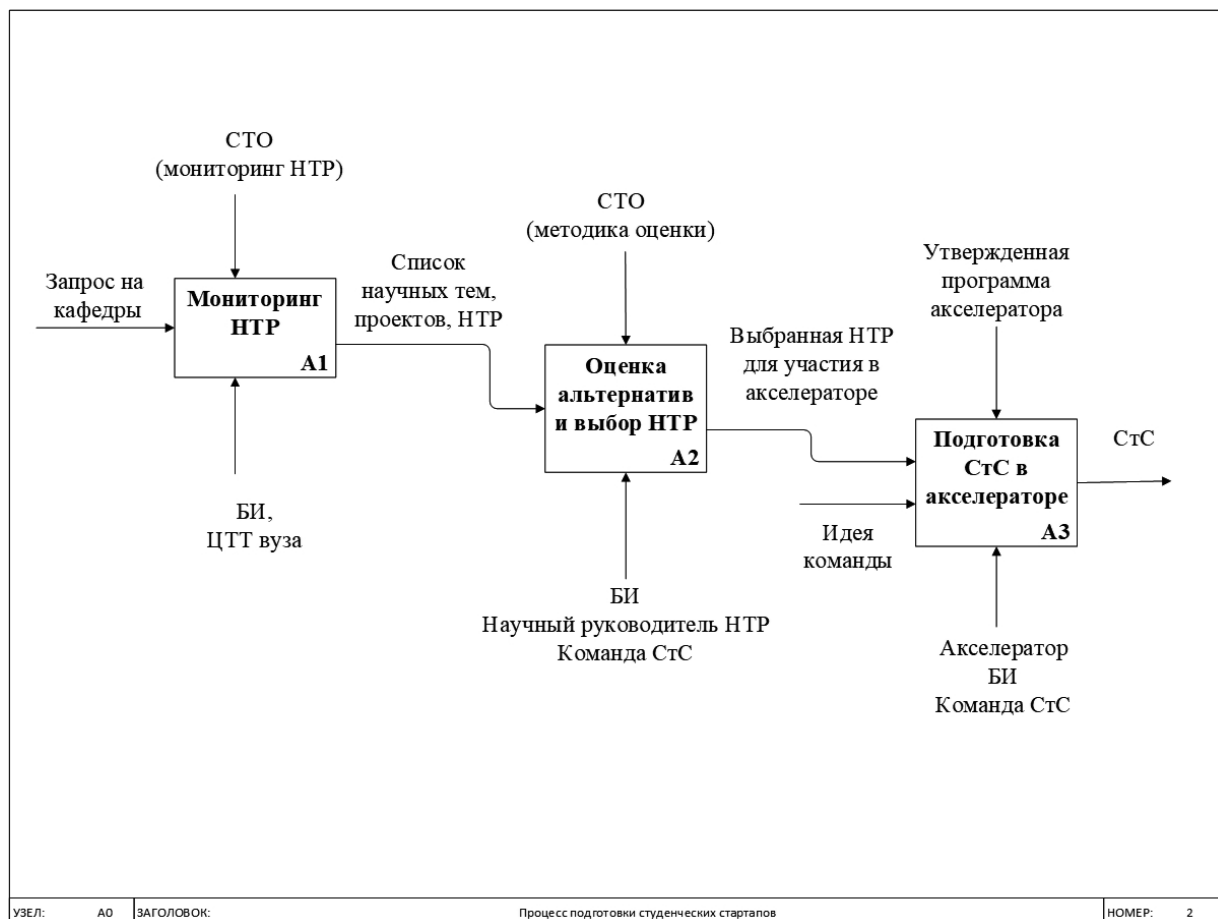 СТО
(мониторинг НТР)
Запрос на
кафедры
Мониторинг
НТР
А1
БИ,
ЦТТ вуза
Список
научных тем,
проектов, НТР
СТО
(методика оценки)
Оценка
альтернатив
и выбор НТР
А2
БИ
Научный руководитель НТР
Команда СтС
Выбранная НТР
для участия в
акселераторе
Идея
команды
Утвержденная
программа
акселератора
Подготовка
СтС в
акселераторе
А3
Акселератор
БИ
Команда СтС
СтС
УЗЕЛ: А0 ЗАГОЛОВОК: Процесс подготовки студенческих стартапов НОМЕР: 2